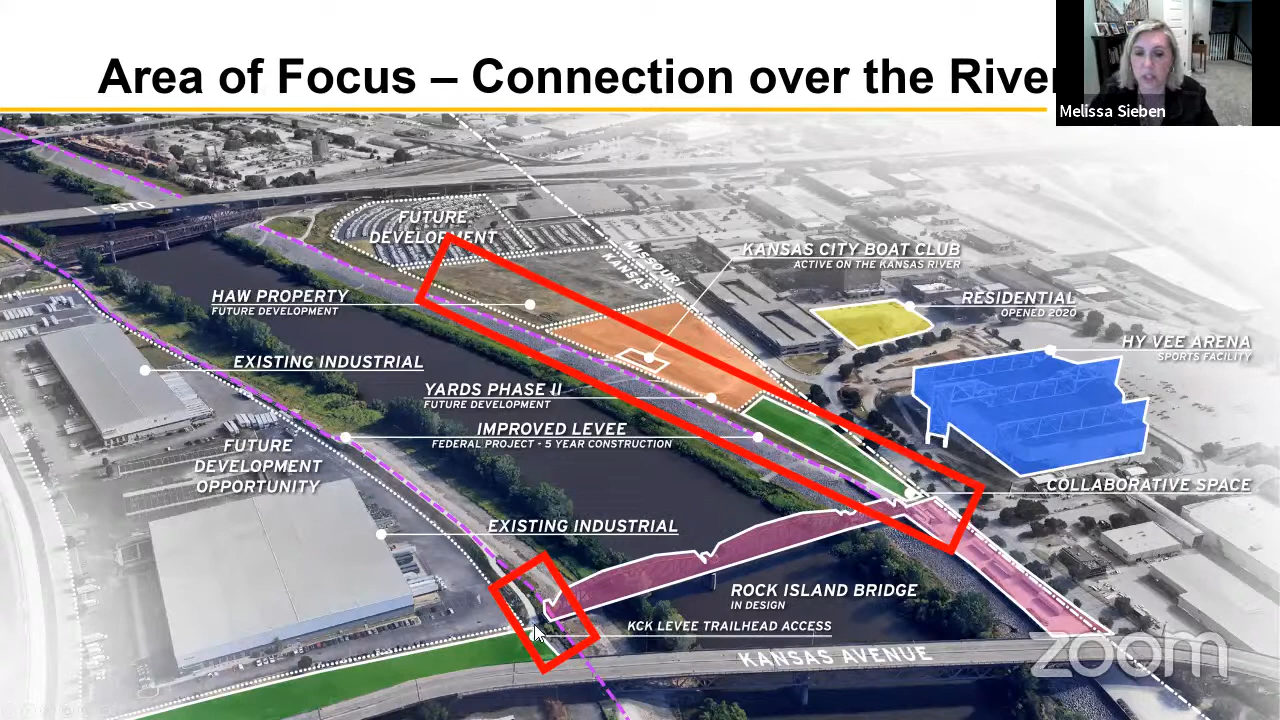 Area of Focus – Connection over the River
Melissa Sieben
I-670
FUTURE
DEVELOPMENT
MISSOURI
KANSAS
KANSAS CITY BOAT CLUB
ACTIVE ON THE KANSAS RIVER
HAW PROPERTY
FUTURE DEVELOPMENT
RESIDENTIAL
OPENED 2020
HY VEE ARENA
SPORTS FACILITY
EXISTING INDUSTRIAL
YARDS PHASE II
FUTURE DEVELOPMENT
IMPROVED LEVEE
FEDERAL PROJECT - 5 YEAR CONSTRUCTION
FUTURE
DEVELOPMENT
OPPORTUNITY
COLLABORATIVE SPACE
EXISTING INDUSTRIAL
ROCK ISLAND BRIDGE
IN DESIGN
KCK LEVEE TRAILHEAD ACCESS
KANSAS AVENUE
zoom